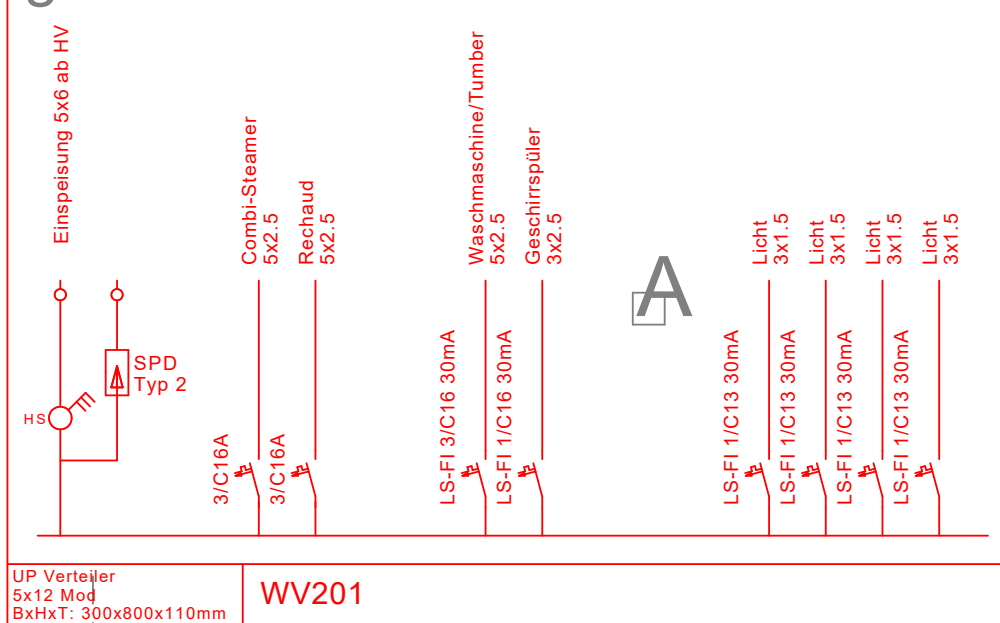 Einspeisung 5x6 ab HV
HS
SPD
Typ 2
Combi-Steamer
5x2.5
3/C16A
Rechaud
5x2.5
3/C16A
Waschmaschine/Tumber
5x2.5
LS-FI 3/C16 30mA
Geschirrspüler
3x2.5
LS-FI 1/C16 30mA
A
Licht
3x1.5
LS-FI 1/C13 30mA
Licht
3x1.5
LS-FI 1/C13 30mA
Licht
3x1.5
LS-FI 1/C13 30mA
Licht
3x1.5
LS-FI 1/C13 30mA
UP Verteiler
5x12 Mod
BxHxT: 300x800x110mm
WV201